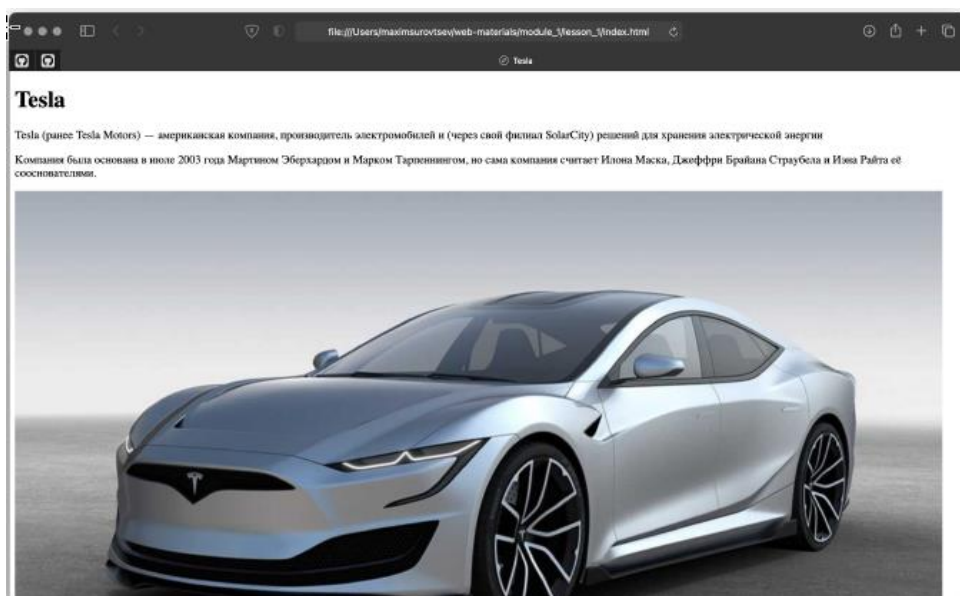 file:///Users/maximsurovtsev/web-materials/module_1/lesson_1/index.html
Tesla
Tesla
Tesla (ранее Tesla Motors) — американская компания, производитель электромобилей и (через свой филиал SolarCity) решений для хранения электрической энергии
Компания была основана в июле 2003 года Мартином Эберхардом и Марком Тарпеннингом, но сама компания считает Илона Маска, Джеффри Брайана Страубела и Иэна Райта её
сооснователями.